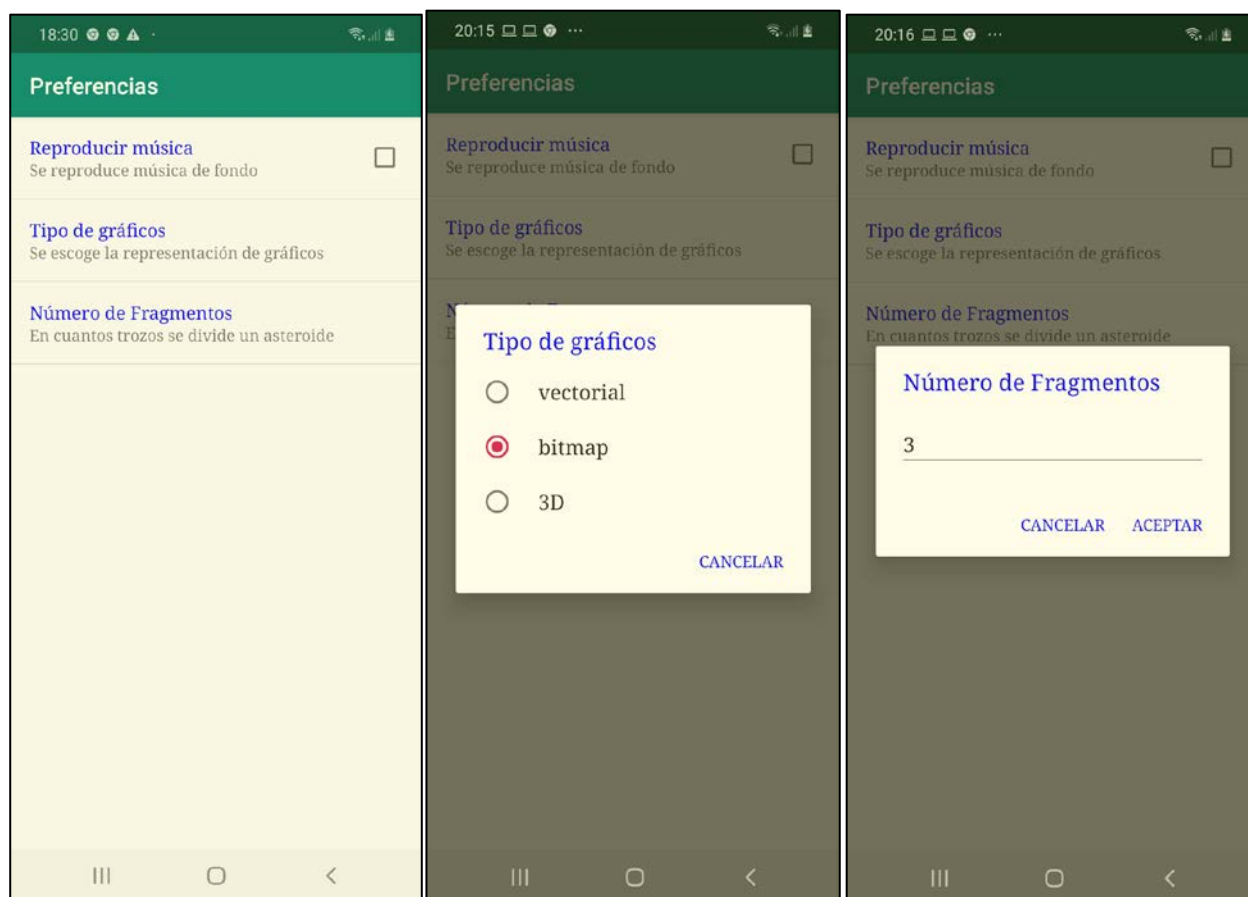 18:30
Preferencias
Reproducir música
Se reproduce música de fondo
Tipo de gráficos
Se escoge la representación de gráficos
Número de Fragmentos
En cuantos trozos se divide un asteroide
20:15
Preferencias
Reproducir música
Se reproduce música de fondo
Tipo de gráficos
Se escoge la representación de gráficos
Tipo de gráficos
vectorial
bitmap
3D
CANCELAR
20:16
Preferencias
Reproducir música
Se reproduce música de fondo
Tipo de gráficos
Se escoge la representación de gráficos
Número de Fragmentos
En cuantos trozos se divide un asteroide
Número de Fragmentos
3
CANCELAR ACEPTAR